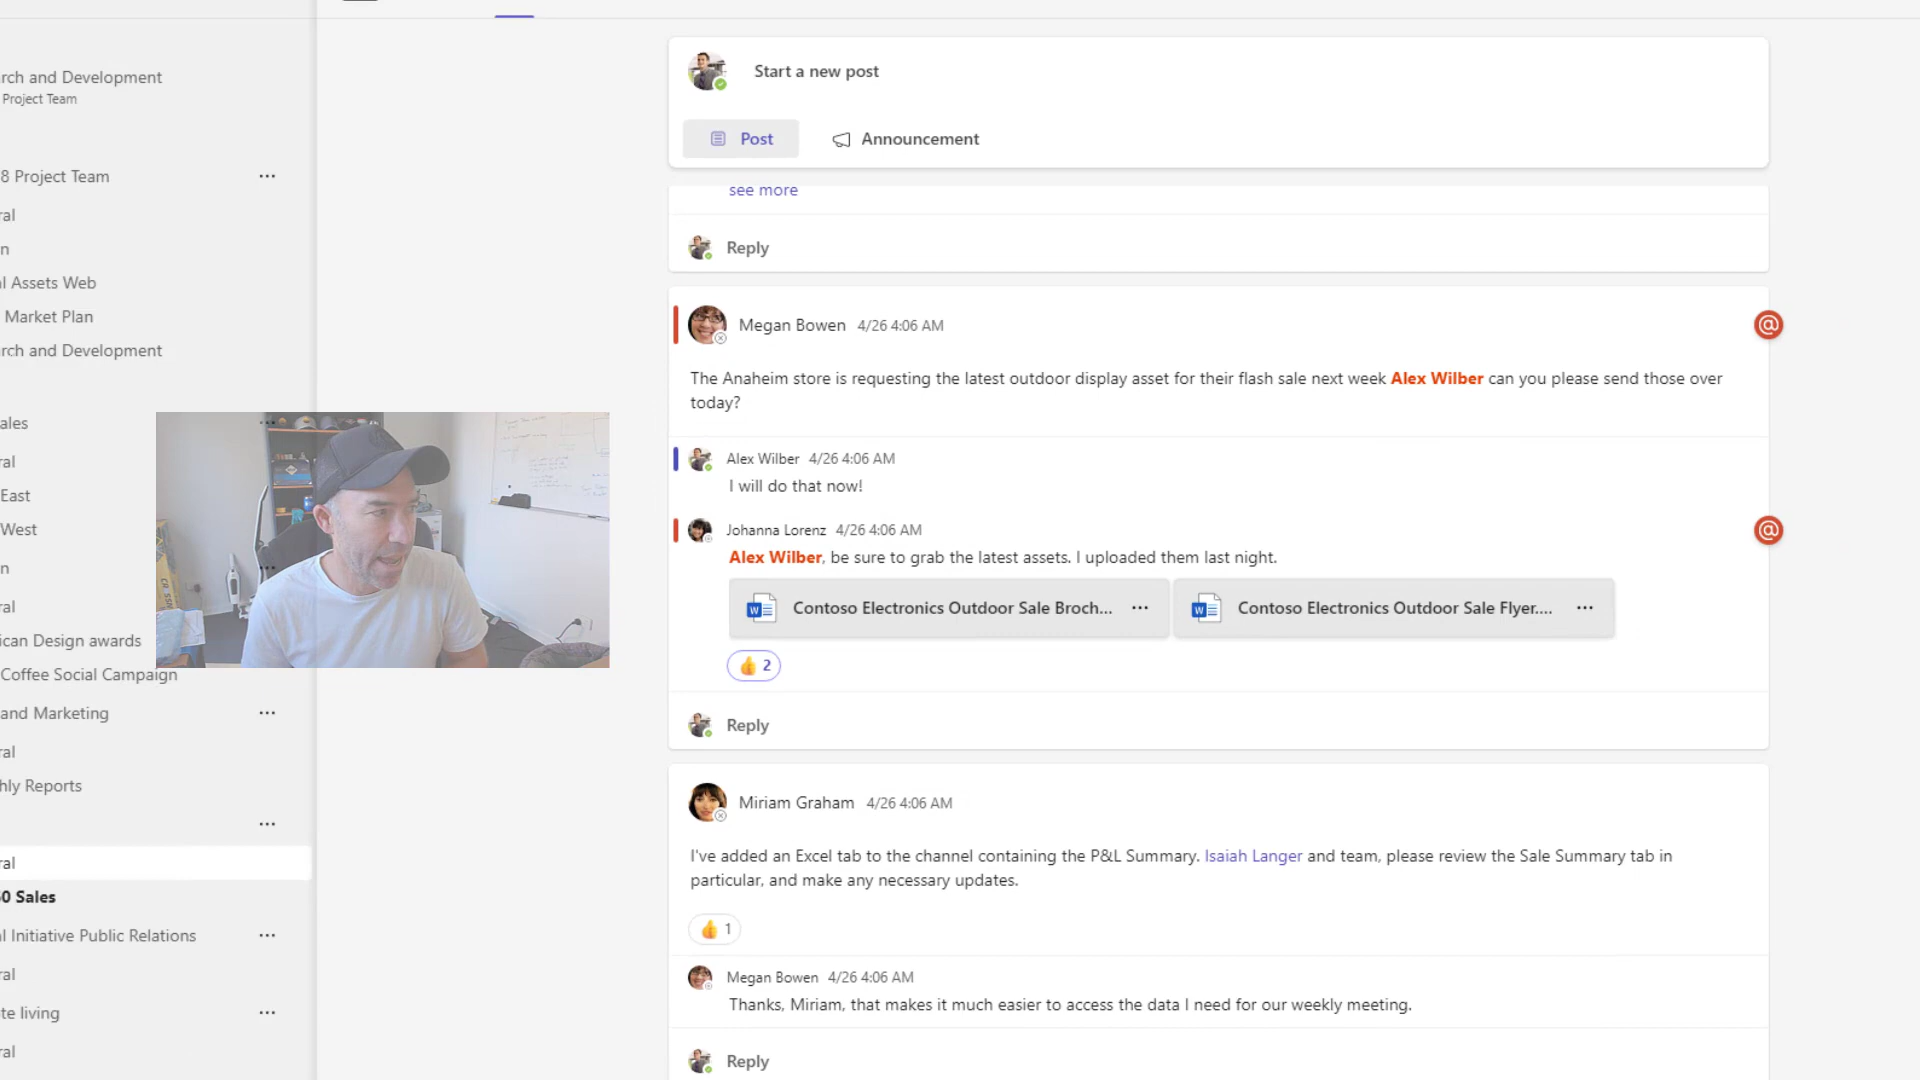 rch and Development
Project Team
8 Project Team
ral
n
l Assets Web
Market Plan
rch and Development
ales
ral
East
West
n
ral
ican Design awards
Coffee Social Campaign
and Marketing
ral
hly Reports
ral
0 Sales
l Initiative Public Relations
ral
te living
ral
Start a new post
Post
Announcement
see more
Reply
Megan Bowen 4/26 4:06 AM
@
The Anaheim store is requesting the latest outdoor display asset for their flash sale next week Alex Wilber can you please send those over
today?
Alex Wilber 4/26 4:06 AM
I will do that now!
Johanna Lorenz 4/26 4:06 AM
@
Alex Wilber, be sure to grab the latest assets. I uploaded them last night.
Contoso Electronics Outdoor Sale Broch... ... Contoso Electronics Outdoor Sale Flyer.... ...
👍 2
Reply
Miriam Graham 4/26 4:06 AM
I've added an Excel tab to the channel containing the P&L Summary. Isaiah Langer and team, please review the Sale Summary tab in
particular, and make any necessary updates.
👍 1
Megan Bowen 4/26 4:06 AM
Thanks, Miriam, that makes it much easier to access the data I need for our weekly meeting.
Reply